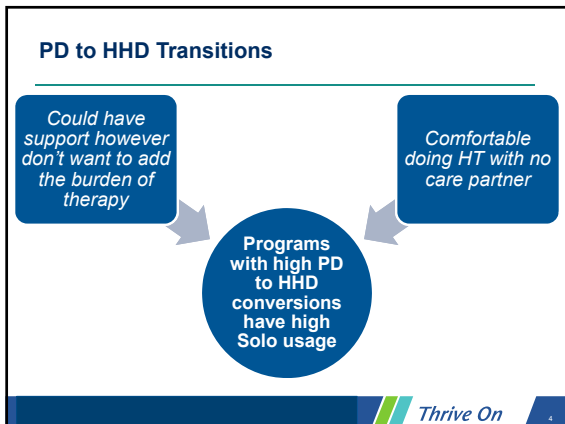 PD to HHD Transitions
Could have
support however
don't want to add
the burden of
therapy
Comfortable
doing HT with no
care partner
Programs
with high PD
to HHD
conversions
have high
Solo usage
Thrive On
4